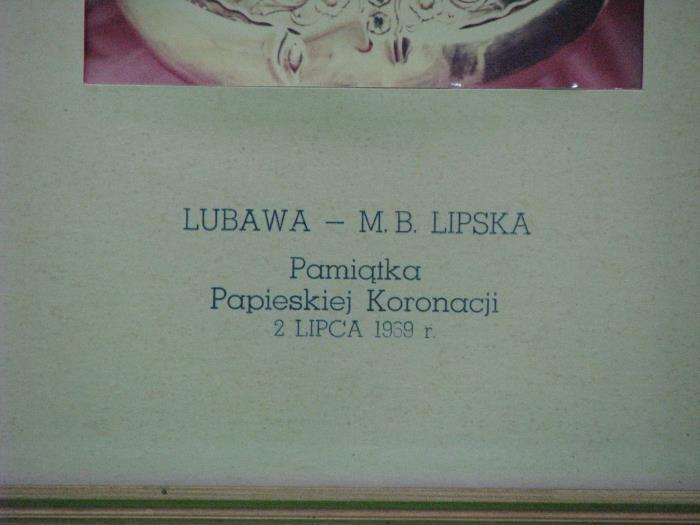 LUBAWA – M. B. LIPSKA
Pamiątka
Papieskiej Koronacji
2 LIPCA 1969 r.